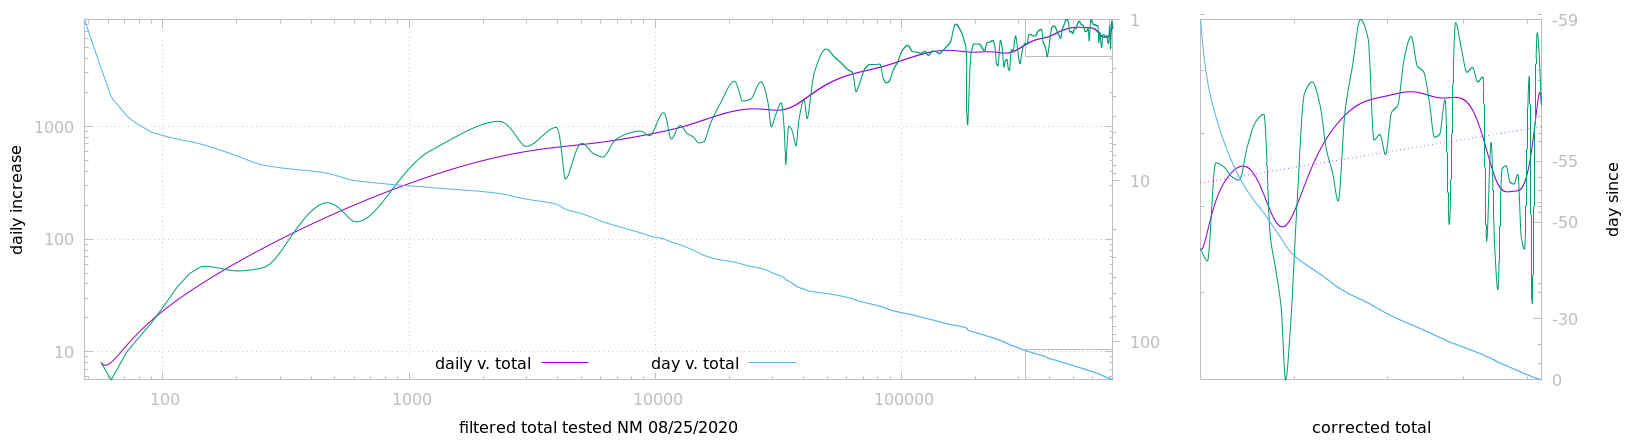 daily increase
1000
100
10
100
1000
10000
100000
1
10
100
daily v. total
day v. total
filtered total tested NM 08/25/2020
-59
-55
-50
-30
0
day since
corrected total